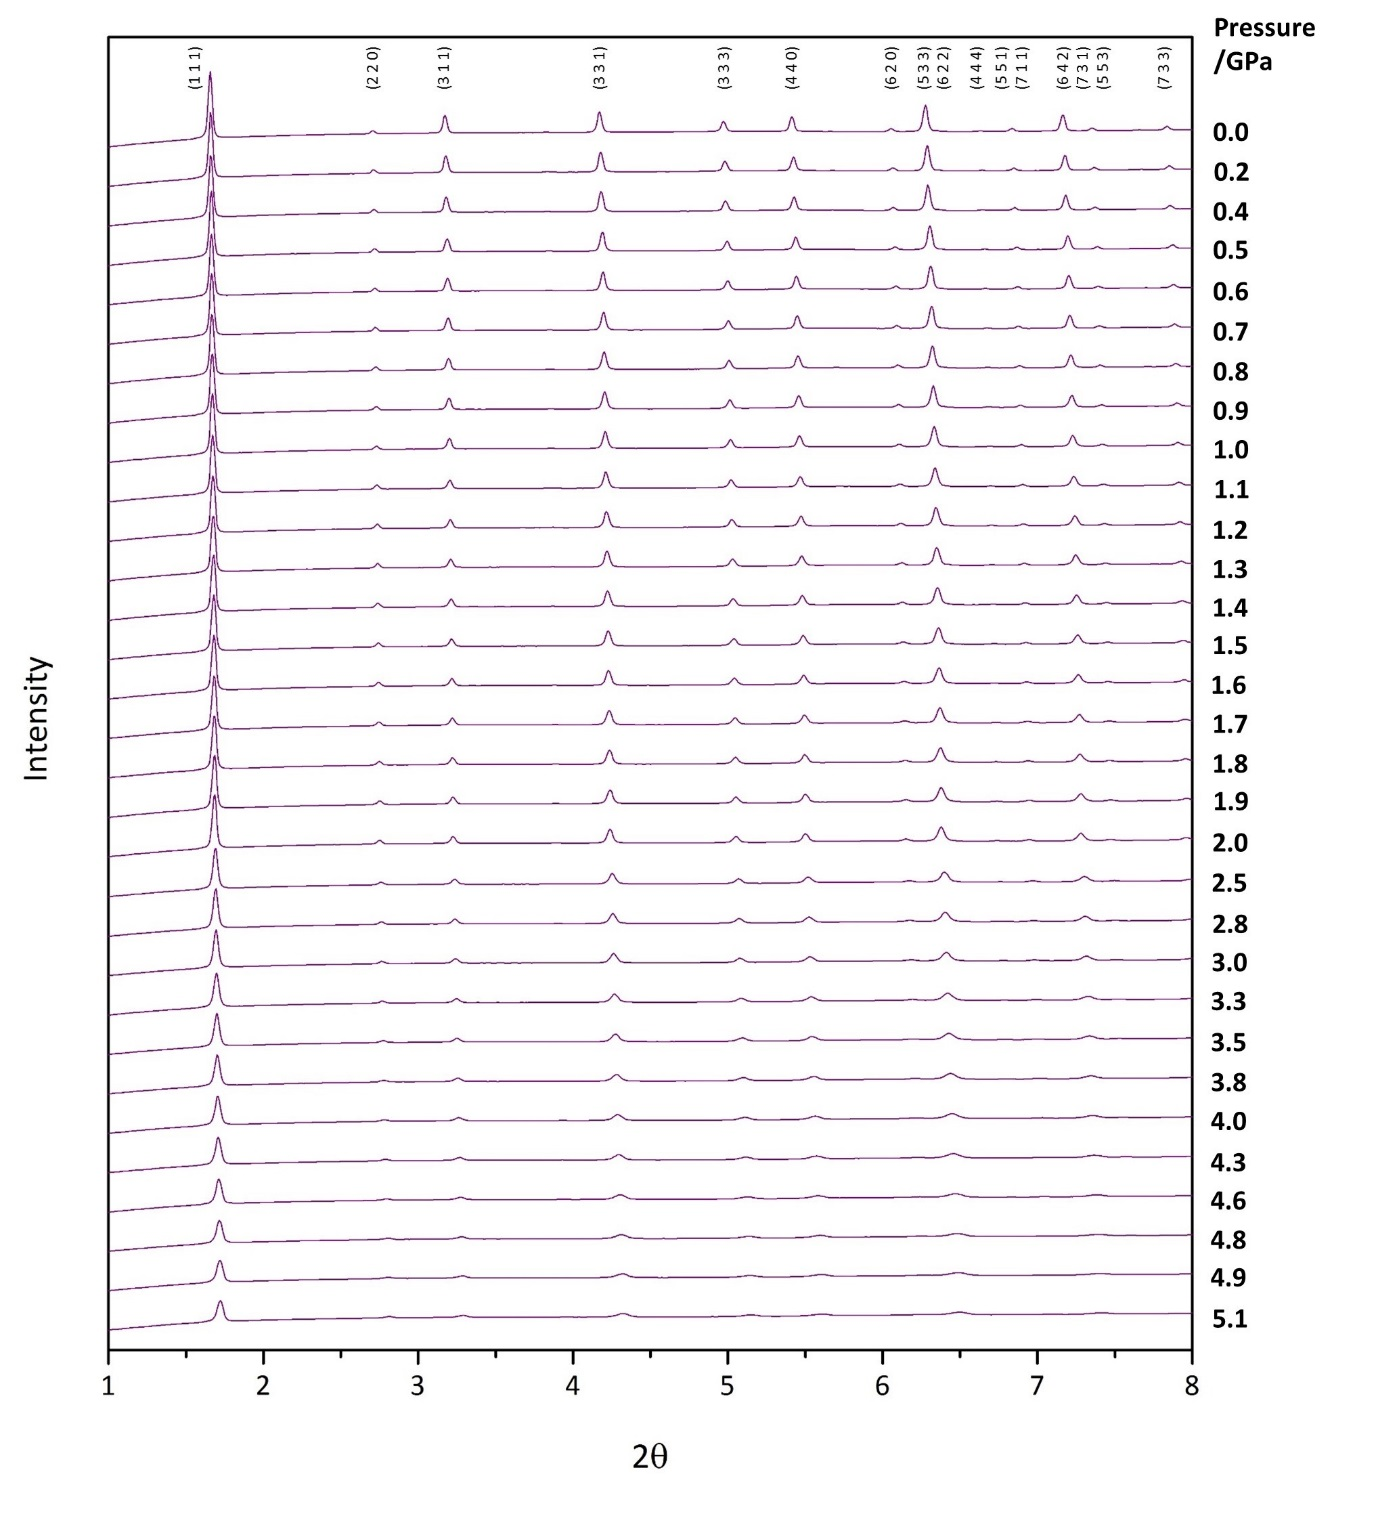 Pressure
/GPa
(1 1 1)
(2 2 0)
(3 1 1)
(3 3 1)
(3 3 3)
(4 4 0)
(6 2 0)
(5 3 3)
(6 2 2)
(4 4 4)
(5 5 1)
(7 1 1)
(6 4 2)
(7 3 1)
(5 5 3)
(7 3 3)
0.0
0.2
0.4
0.5
0.6
0.7
0.8
0.9
1.0
1.1
1.2
1.3
1.4
1.5
1.6
1.7
1.8
1.9
2.0
2.5
2.8
3.0
3.3
3.5
3.8
4.0
4.3
4.6
4.8
4.9
5.1
Intensity
1 2 3 4 5 6 7 8
2θ